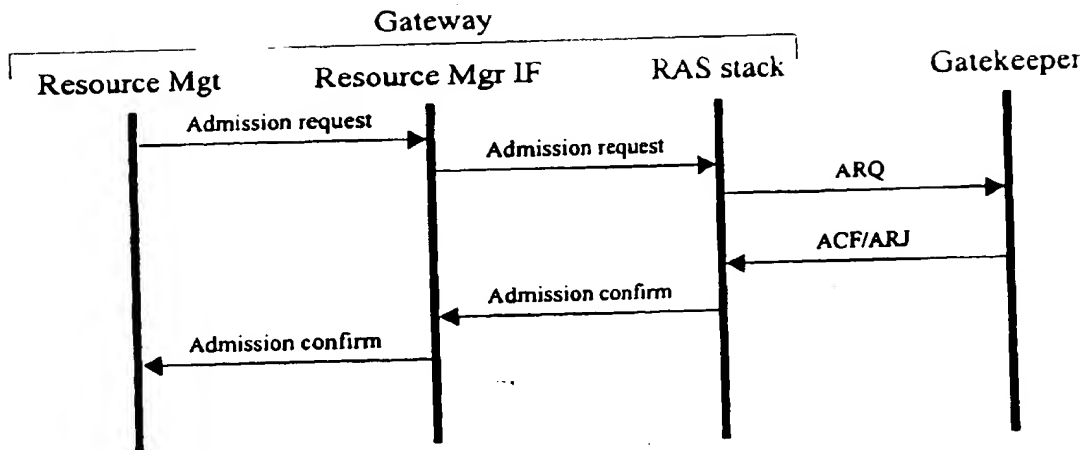 Gateway
Resource Mgt
Resource Mgr IF
RAS stack
Gatekeeper
Admission request
Admission request
ARQ
ACF/ARJ
Admission confirm
Admission confirm